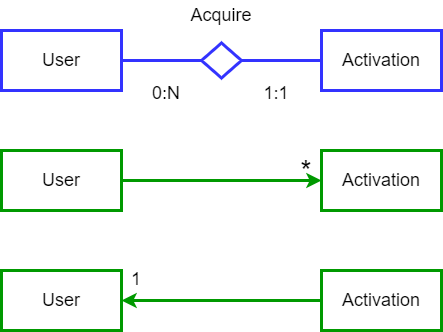 Acquire
User
Activation
0:N
1:1
*
User
Activation
1
User
Activation